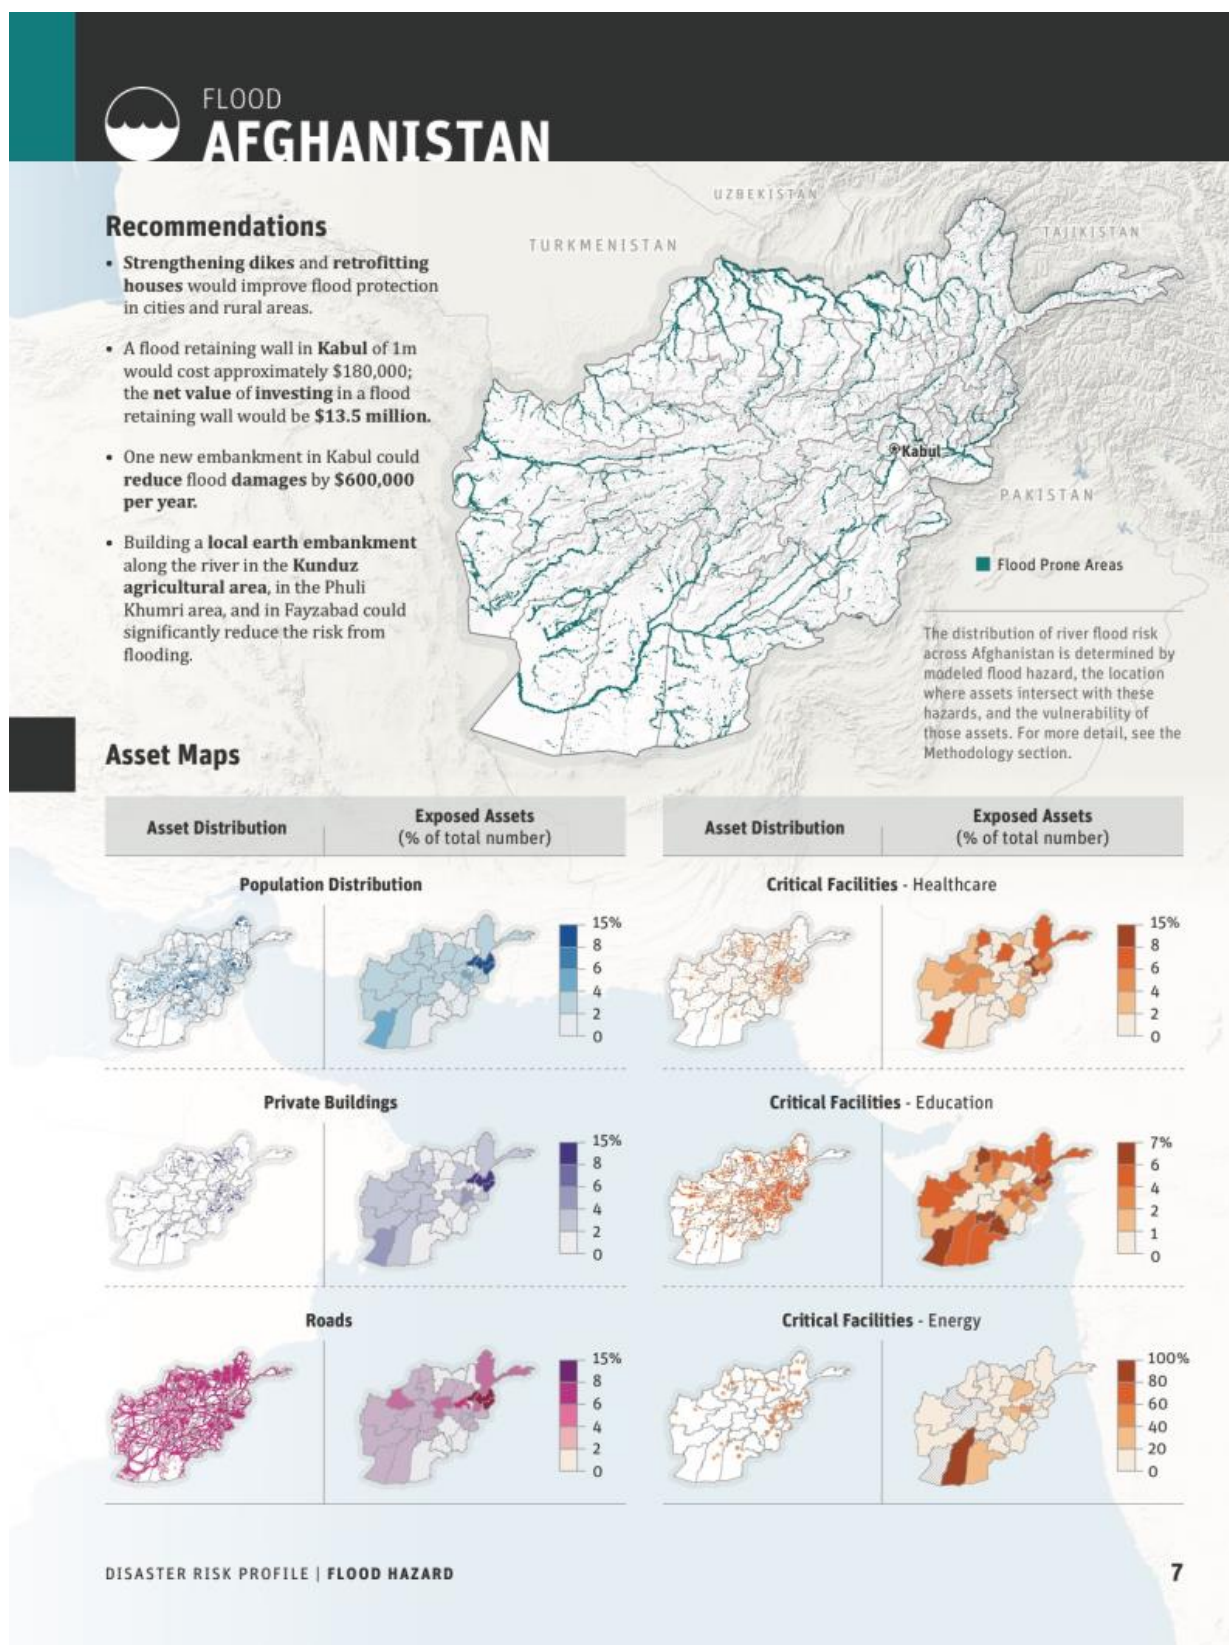 FLOOD
AFGHANISTAN
Recommendations
• Strengthening dikes and retrofitting
houses would improve flood protection
in cities and rural areas.
• A flood retaining wall in Kabul of 1m
would cost approximately $180,000;
the net value of investing in a flood
retaining wall would be $13.5 million.
• One new embankment in Kabul could
reduce flood damages by $600,000
per year.
• Building a local earth embankment
along the river in the Kunduz
agricultural area, in the Phuli
Khumri area, and in Fayzabad could
significantly reduce the risk from
flooding.
UZBEKISTAN
TURKMENISTAN
TAJIKISTAN
Kabul
PAKISTAN
Flood Prone Areas
The distribution of river flood risk
across Afghanistan is determined by
modeled flood hazard, the location
where assets intersect with these
hazards, and the vulnerability of
those assets. For more detail, see the
Methodology section.
Asset Maps
Asset Distribution
Exposed Assets
(% of total number)
Asset Distribution
Exposed Assets
(% of total number)
Population Distribution
15%
8
6
4
2
0
Critical Facilities - Healthcare
15%
8
6
4
2
0
Private Buildings
15%
8
6
4
2
0
Critical Facilities - Education
7%
6
4
2
1
0
Roads
15%
8
6
4
2
0
Critical Facilities - Energy
100%
80
60
40
20
0
DISASTER RISK PROFILE | FLOOD HAZARD
7